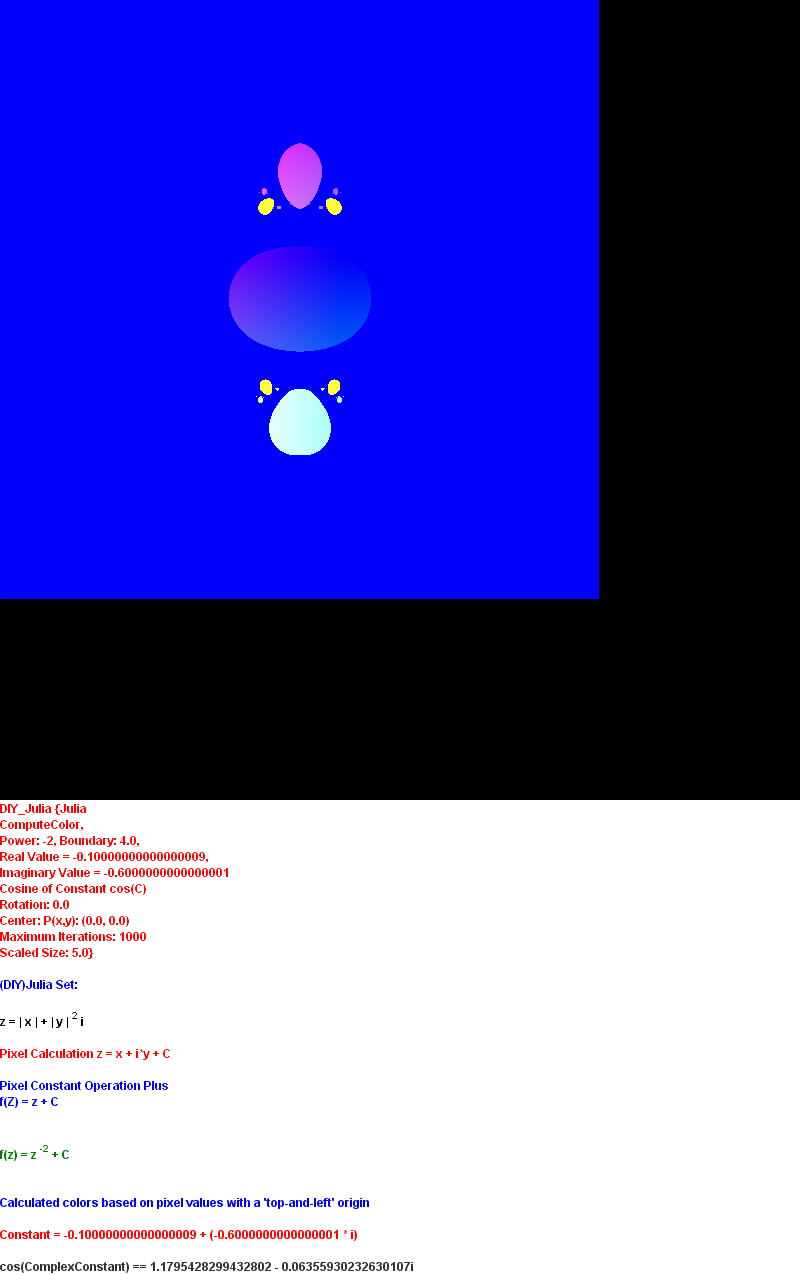 DIY_Julia {Julia
ComputeColor,
Power: -2, Boundary: 4.0,
Real Value = -0.10000000000000009,
Imaginary Value = -0.6000000000000001
Cosine of Constant cos(C)
Rotation: 0.0
Center: P(x,y): (0.0, 0.0)
Maximum Iterations: 1000
Scaled Size: 5.0}
(DIY)Julia Set:
z = | x | + | y | ² i
Pixel Calculation z = x + i*y + C
Pixel Constant Operation Plus
f(Z) = z + C
f(z) = z ⁻² + C
Calculated colors based on pixel values with a 'top-and-left' origin
Constant = -0.10000000000000009 + (-0.6000000000000001 * i)
cos(ComplexConstant) == 1.1795428299432802 - 0.06355930232630107i